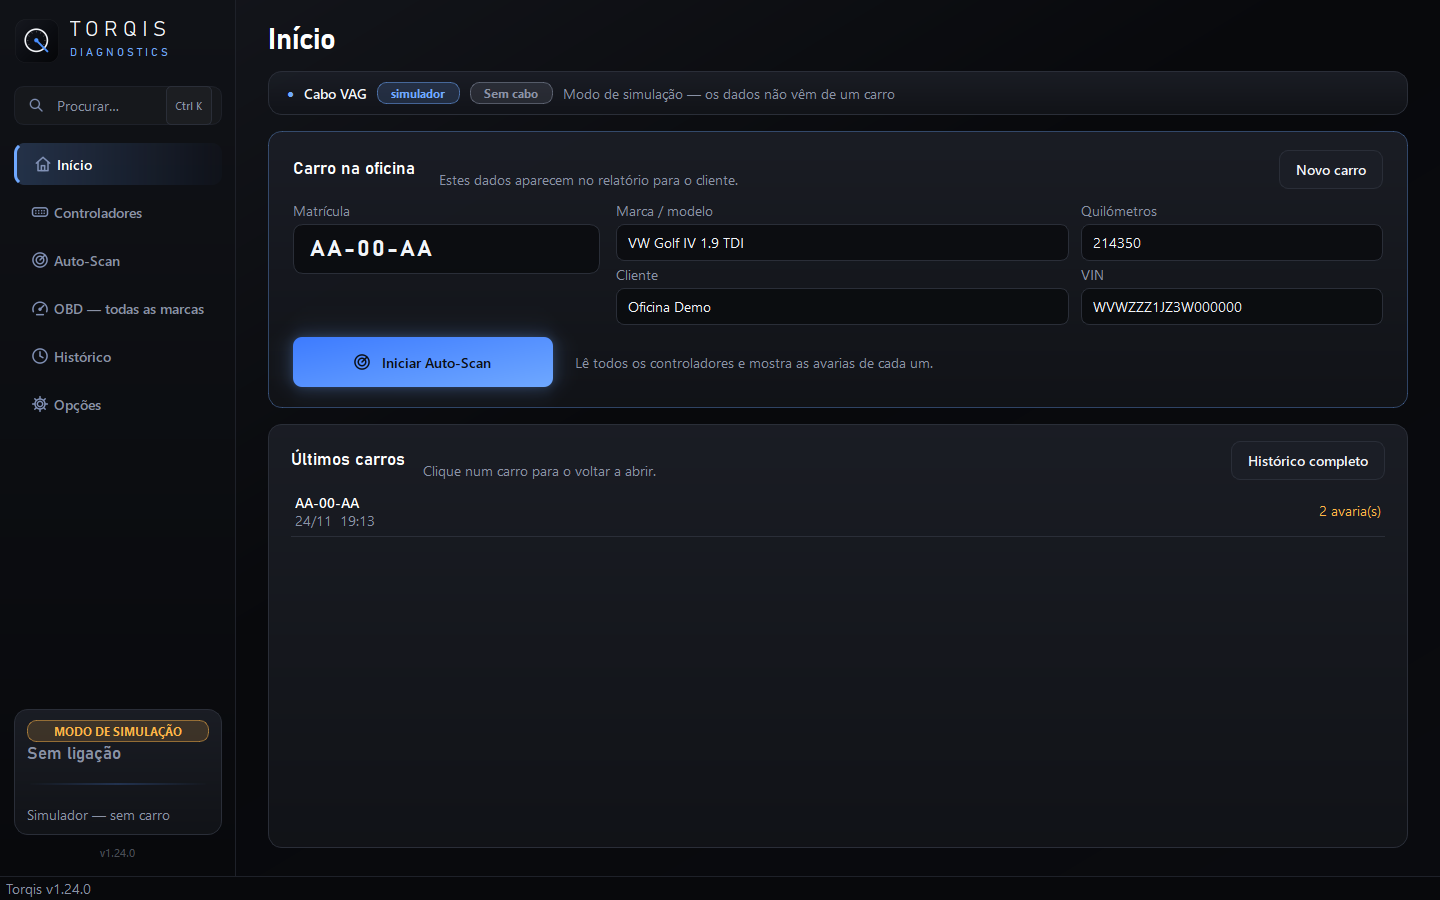 TORQIS
DIAGNOSTICS
Procurar...
Ctrl K
Início
Controladores
Auto-Scan
OBD — todas as marcas
Histórico
Opções
MODO DE SIMULAÇÃO
Sem ligação
Simulador — sem carro
v1.24.0
Início
Cabo VAG simulador Sem cabo Modo de simulação — os dados não vêm de um carro
Carro na oficina Estes dados aparecem no relatório para o cliente. Novo carro
Matrícula Marca / modelo Quilómetros
AA-00-AA VW Golf IV 1.9 TDI 214350
Cliente VIN
Oficina Demo WVWZZZ1JZ3W000000
Iniciar Auto-Scan Lê todos os controladores e mostra as avarias de cada um.
Últimos carros Clique num carro para o voltar a abrir. Histórico completo
AA-00-AA
24/11 19:13 2 avaria(s)
Torqis v1.24.0